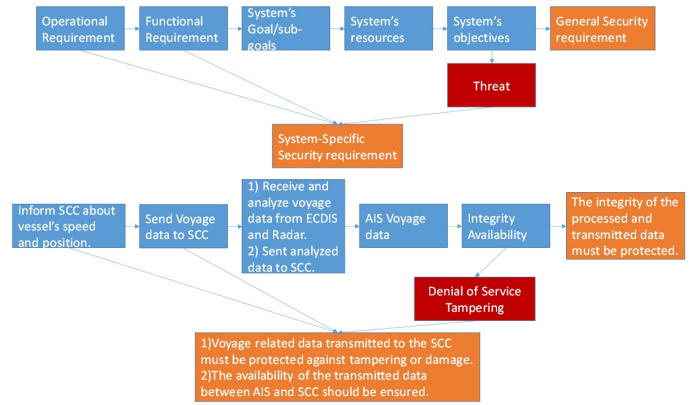 Operational
Requirement
Functional
Requirement
System's
Goal/sub-
goals
System's
resources
System's
objectives
General Security
requirement
Threat
System-Specific
Security requirement
Inform SCC about
vessel's speed
and position.
Send Voyage
data to SCC
1) Receive and
analyze voyage
data from ECDIS
and Radar.
2) Sent analyzed
data to SCC.
AIS Voyage
data
Integrity
Availability
The integrity of the
processed and
transmitted data
must be protected.
Denial of Service
Tampering
1)Voyage related data transmitted to the SCC
must be protected against tampering or damage.
2)The availability of the transmitted data
between AIS and SCC should be ensured.